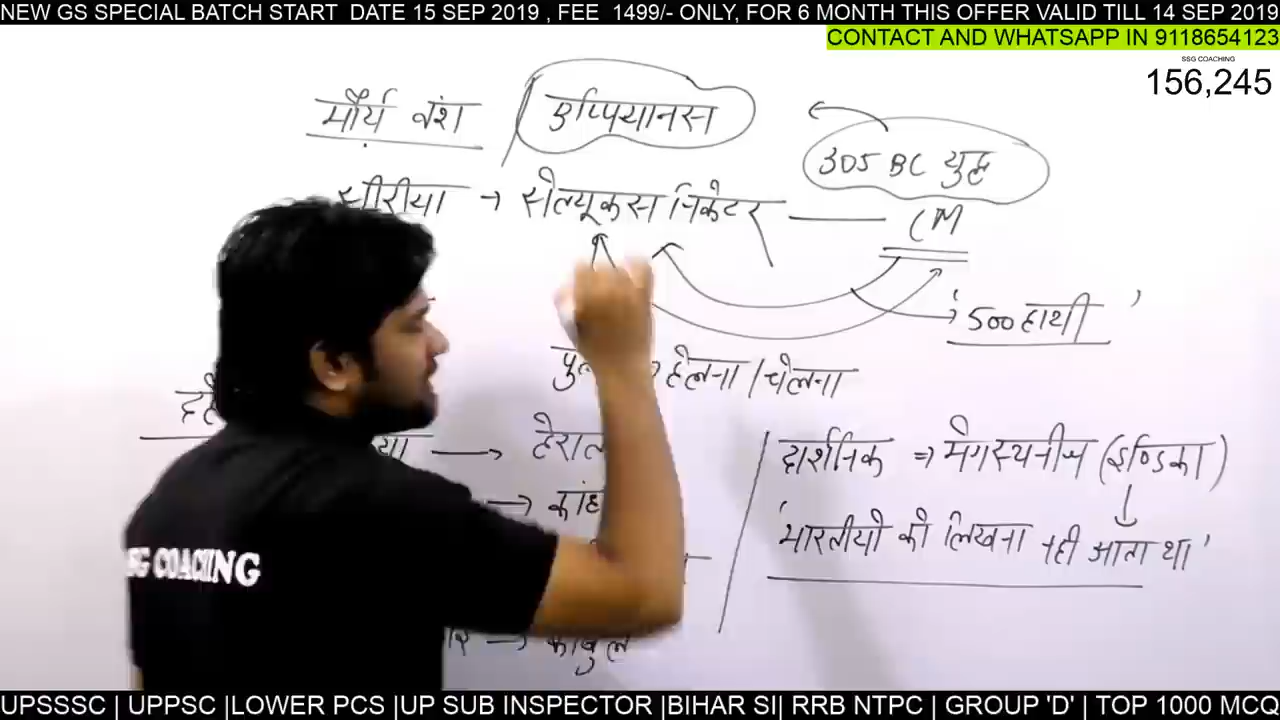 NEW GS SPECIAL BATCH START DATE 15 SEP 2019 , FEE 1499/- ONLY, FOR 6 MONTH THIS OFFER VALID TILL 14 SEP 2019
CONTACT AND WHATSAPP IN 9118654123
SSG COACHING
156,245
मौर्य वंश / एप्पियानस
305 BC युद्ध
सीरीया → सेल्यूकस निकेटर — CM
'500 हाथी'
हेलना / चेलना
दार्शनिक ⇒ मेगस्थनीज (इण्डिका)
'भारतीयो को लिखना नही आता था'
→ काबुल
SG COACHING
UPSSSC | UPPSC |LOWER PCS |UP SUB INSPECTOR |BIHAR SI| RRB NTPC | GROUP 'D' | TOP 1000 MCQ